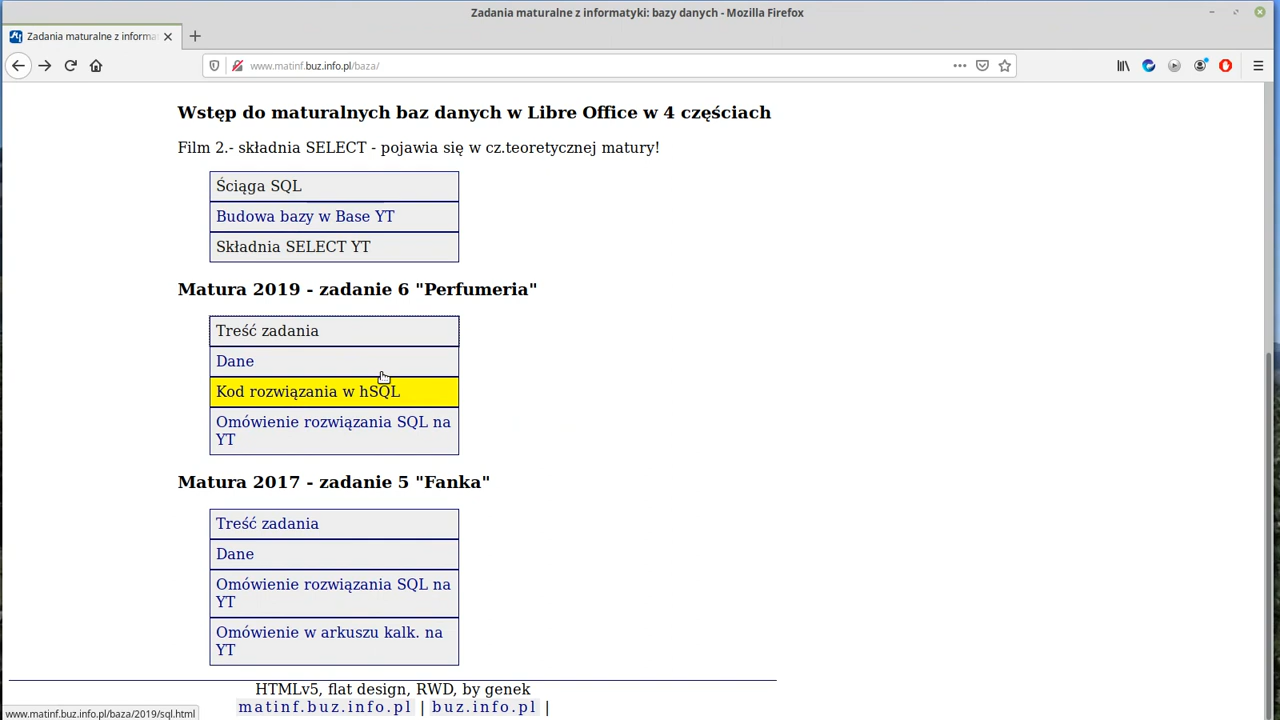 Zadania maturalne z informatyki: bazy danych - Mozilla Firefox
Zadania maturalne z informa
www.matinf.buz.info.pl/baza/
Wstęp do maturalnych baz danych w Libre Office w 4 częściach
Film 2.- składnia SELECT - pojawia się w cz.teoretycznej matury!
Ściąga SQL
Budowa bazy w Base YT
Składnia SELECT YT
Matura 2019 - zadanie 6 "Perfumeria"
Treść zadania
Dane
Kod rozwiązania w hSQL
Omówienie rozwiązania SQL na
YT
Matura 2017 - zadanie 5 "Fanka"
Treść zadania
Dane
Omówienie rozwiązania SQL na
YT
Omówienie w arkuszu kalk. na
YT
HTMLv5, flat design, RWD, by genek
matinf.buz.info.pl | buz.info.pl |
www.matinf.buz.info.pl/baza/2019/sql.html